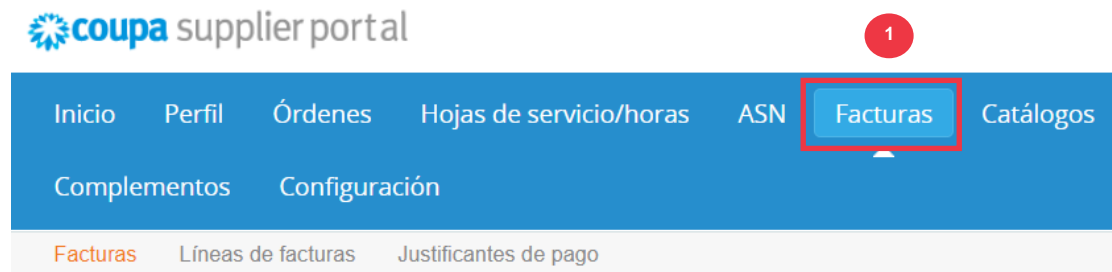 coupa supplier portal
1
Inicio Perfil Órdenes Hojas de servicio/horas ASN Facturas Catálogos
Complementos Configuración
Facturas Líneas de facturas Justificantes de pago